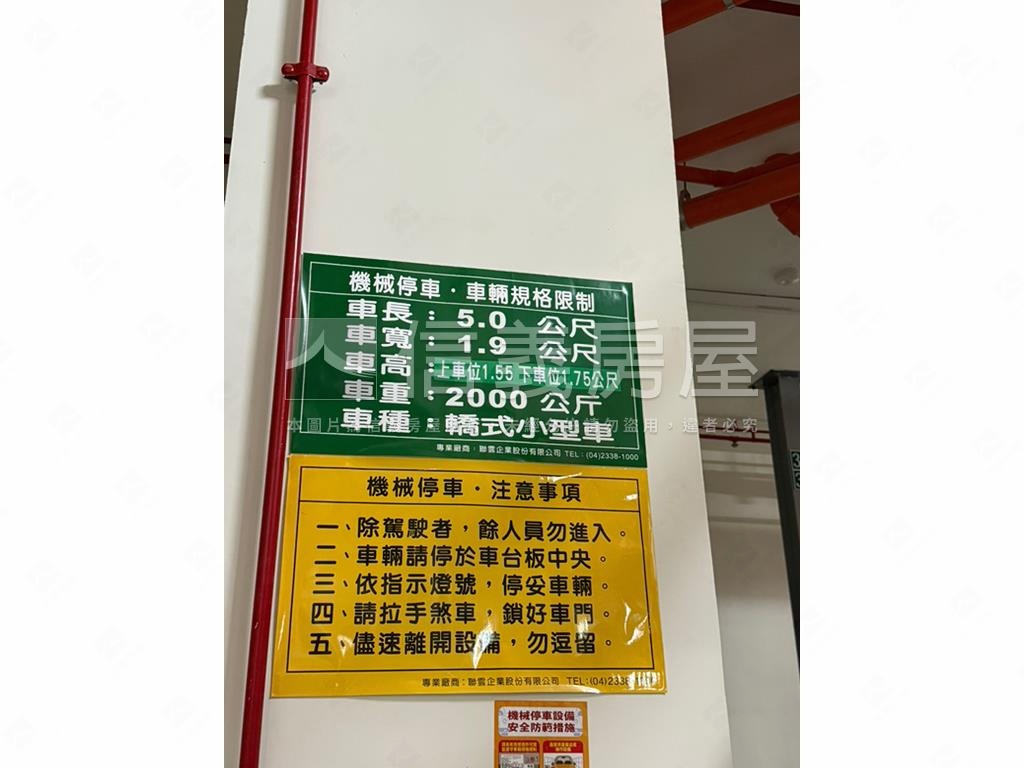 機械停車・車輛規格限制
車長：5.0 公尺
車寬：1.9 公尺
車高：上車位1.55 下車位1.75公尺
車重：2000 公斤
車種：轎式小型車
專業廠商：聯雲企業股份有限公司 TEL：(04)2338-1000
信義房屋
機械停車・注意事項
一、除駕駛者，餘人員勿進入。
二、車輛請停於車台板中央。
三、依指示燈號，停妥車輛。
四、請拉手煞車，鎖好車門。
五、儘速離開設備，勿逗留。
專業廠商：聯雲企業股份有限公司 TEL:(04)2338-
機械停車設備
安全防範措施